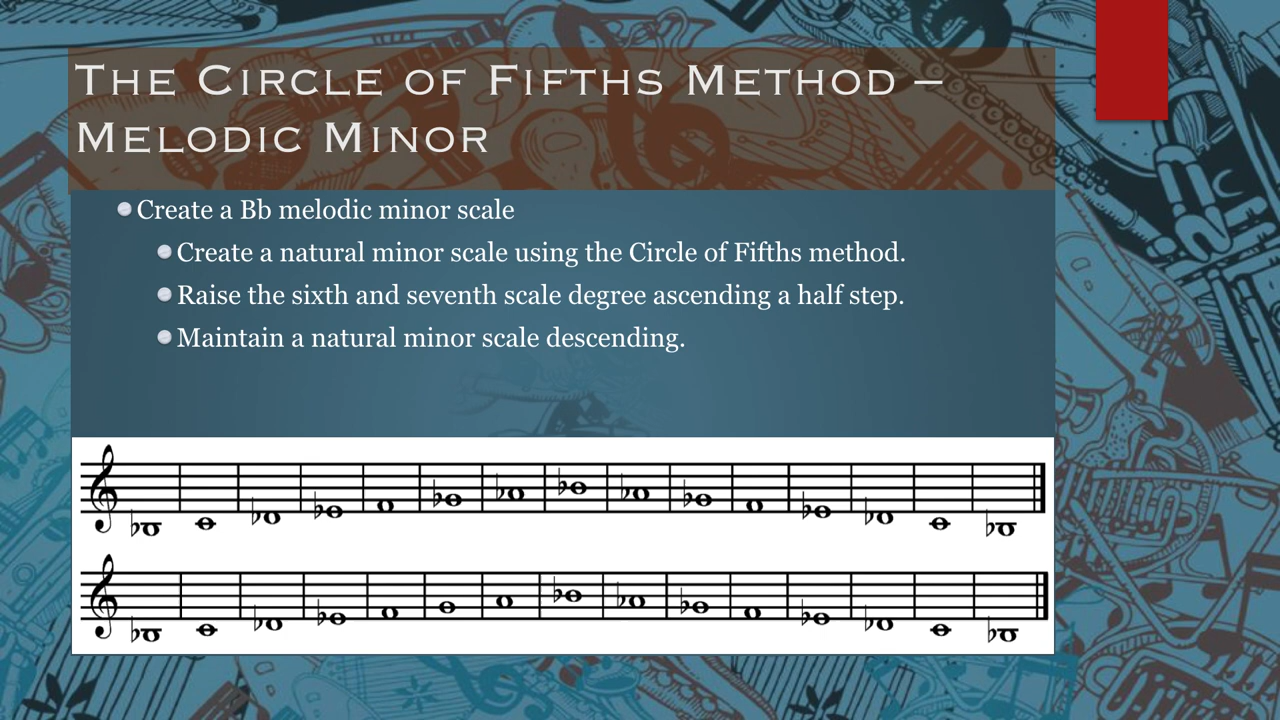 The Circle of Fifths Method –
Melodic Minor
Create a Bb melodic minor scale
Create a natural minor scale using the Circle of Fifths method.
Raise the sixth and seventh scale degree ascending a half step.
Maintain a natural minor scale descending.